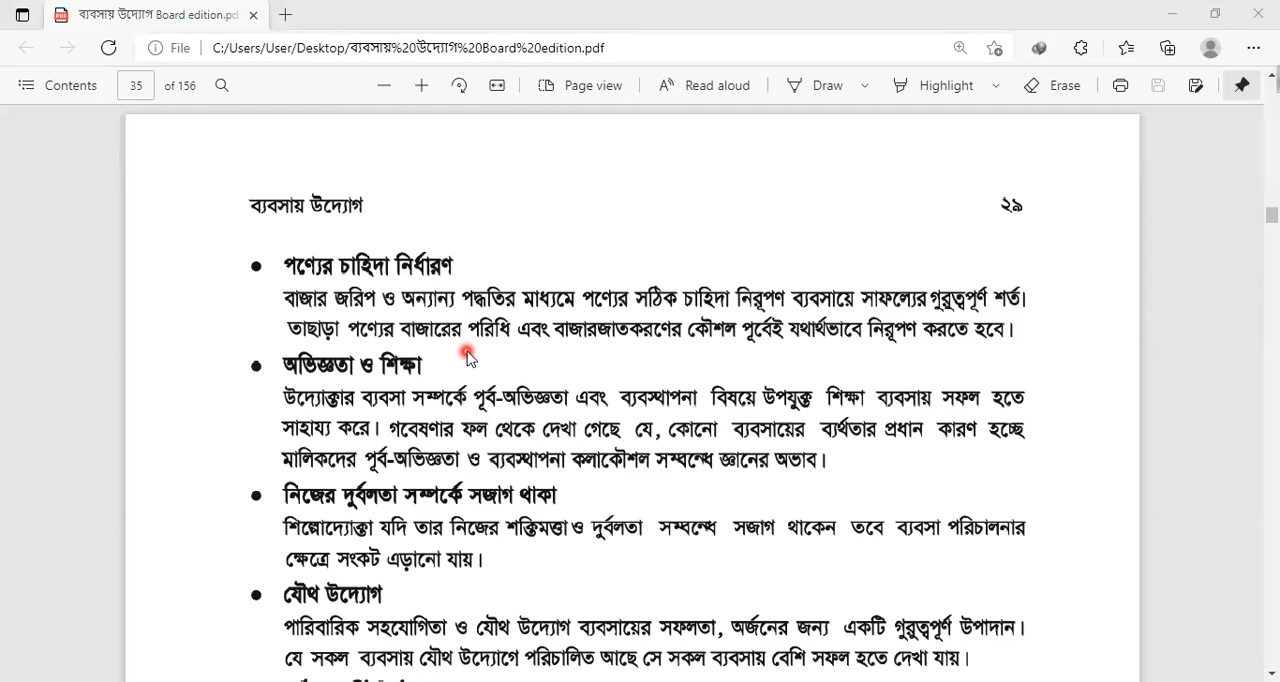 ব্যবসায় উদ্যোগ Board edition.pd
File C:/Users/User/Desktop/ব্যবসায়%20উদ্যোগ%20Board%20edition.pdf
Contents 35 of 156 Page view Read aloud Draw Highlight Erase
ব্যবসায় উদ্যোগ ২৯
● পণ্যের চাহিদা নির্ধারণ
বাজার জরিপ ও অন্যান্য পদ্ধতির মাধ্যমে পণ্যের সঠিক চাহিদা নিরূপণ ব্যবসায়ে সাফল্যের গুরুত্বপূর্ণ শর্ত।
তাছাড়া পণ্যের বাজারের পরিধি এবং বাজারজাতকরণের কৌশল পূর্বেই যথার্থভাবে নিরূপণ করতে হবে।
● অভিজ্ঞতা ও শিক্ষা
উদ্যোক্তার ব্যবসা সম্পর্কে পূর্ব-অভিজ্ঞতা এবং ব্যবস্থাপনা বিষয়ে উপযুক্ত শিক্ষা ব্যবসায় সফল হতে
সাহায্য করে। গবেষণার ফল থেকে দেখা গেছে যে, কোনো ব্যবসায়ের ব্যর্থতার প্রধান কারণ হচ্ছে
মালিকদের পূর্ব-অভিজ্ঞতা ও ব্যবস্থাপনা কলাকৌশল সম্বন্ধে জ্ঞানের অভাব।
● নিজের দুর্বলতা সম্পর্কে সজাগ থাকা
শিল্পোদ্যোক্তা যদি তার নিজের শক্তিমত্তা ও দুর্বলতা সম্বন্ধে সজাগ থাকেন তবে ব্যবসা পরিচালনার
ক্ষেত্রে সংকট এড়ানো যায়।
● যৌথ উদ্যোগ
পারিবারিক সহযোগিতা ও যৌথ উদ্যোগ ব্যবসায়ের সফলতা, অর্জনের জন্য একটি গুরুত্বপূর্ণ উপাদান।
যে সকল ব্যবসায় যৌথ উদ্যোগে পরিচালিত আছে সে সকল ব্যবসায় বেশি সফল হতে দেখা যায়।